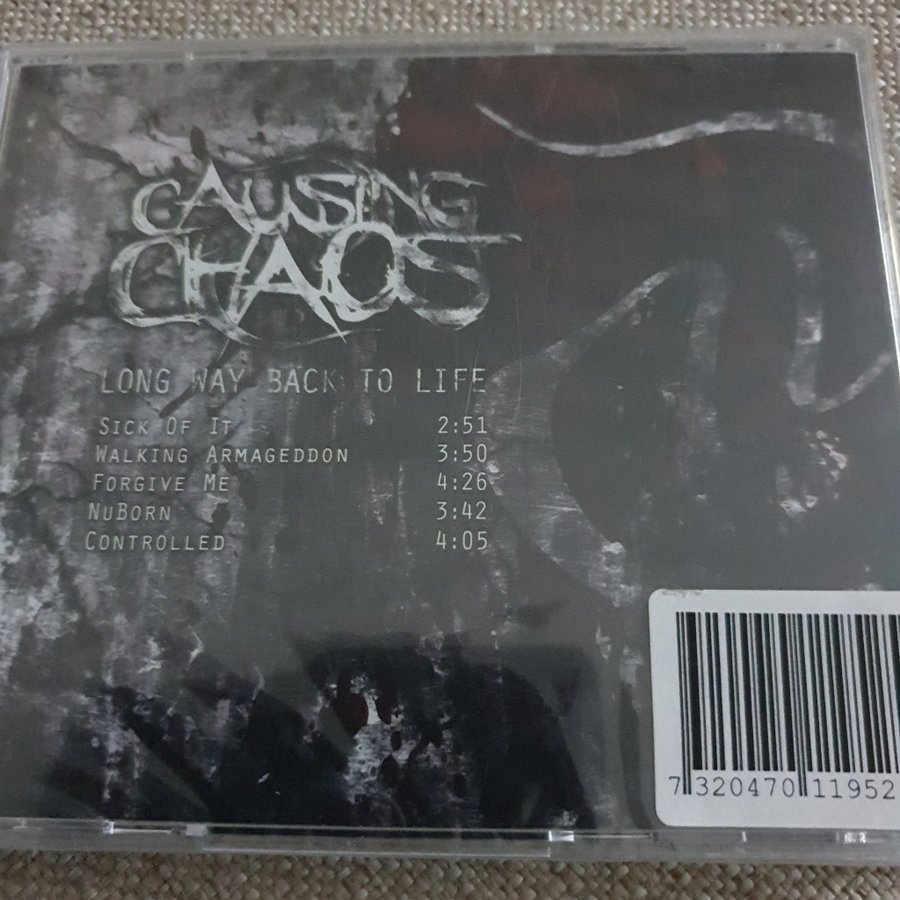 CAUSING
CHAOS
LONG WAY BACK TO LIFE
SICK OF IT 2:51
WALKING ARMAGEDDON 3:50
FORGIVE ME 4:26
NUBORN 3:42
CONTROLLED 4:05
7 320470 11952